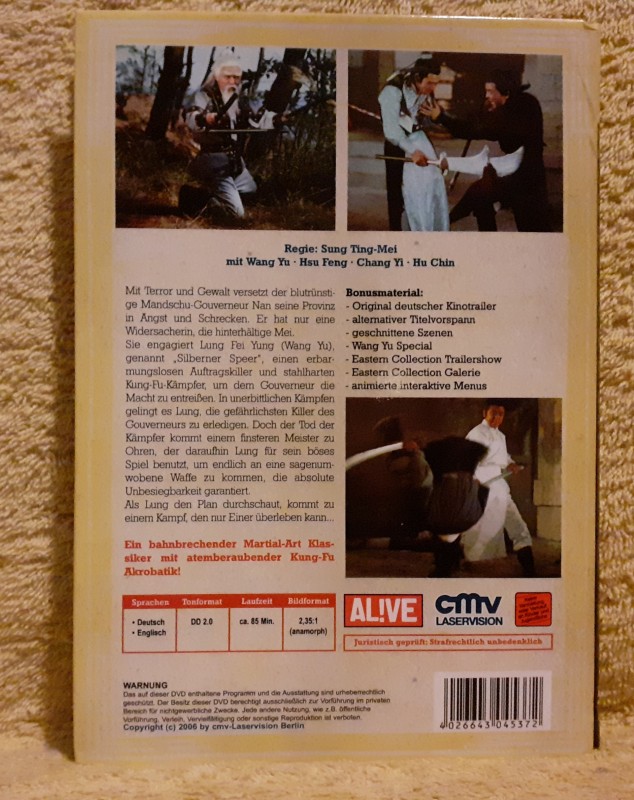 Regie: Sung Ting-Mei
mit Wang Yu · Hsu Feng · Chang Yi · Hu Chin
Mit Terror und Gewalt versetzt der blutrünsti-
ge Mandschu-Gouverneur Nan seine Provinz
in Angst und Schrecken. Er hat nur eine
Widersacherin, die hinterhältige Mei.
Sie engagiert Lung Fei Yung (Wang Yu),
genannt „Silberner Speer“, einen erbar-
mungslosen Auftragskiller und stahlharten
Kung-Fu-Kämpfer, um dem Gouverneur die
Macht zu entreißen. In unerbittlichen Kämpfen
gelingt es Lung, die gefährlichsten Killer des
Gouverneurs zu erledigen. Doch der Tod der
Kämpfer kommt einem finsteren Meister zu
Ohren, der daraufhin Lung für sein böses
Spiel benutzt, um endlich an eine sagenum-
wobene Waffe zu kommen, die absolute
Unbesiegbarkeit garantiert.
Als Lung den Plan durchschaut, kommt zu
einem Kampf, den nur Einer überleben kann...
Ein bahnbrechender Martial-Art Klas-
siker mit atemberaubender Kung-Fu
Akrobatik!
Bonusmaterial:
- Original deutscher Kinotrailer
- alternativer Titelvorspann
- geschnittene Szenen
- Wang Yu Special
- Eastern Collection Trailershow
- Eastern Collection Galerie
- animierte interaktive Menus
Sprachen Tonformat Laufzeit Bildformat
• Deutsch DD 2.0 ca. 85 Min. 2,35:1
• Englisch (anamorph)
AL!VE
cmv
LASERVISION
Juristisch geprüft: Strafrechtlich unbedenklich
WARNUNG
Das auf dieser DVD enthaltene Programm und die Ausstattung sind urheberrechtlich
geschützt. Der Besitz dieser DVD berechtigt ausschließlich zur Vorführung im privaten
Bereich für nichtgewerbliche Zwecke. Jede andere Nutzung, wie z.B. öffentliche
Vorführung, Verleih, Vervielfältigung oder sonstige Reproduktion ist verboten.
Copyright (c) 2006 by cmv-Laservision Berlin
4 026643 045372